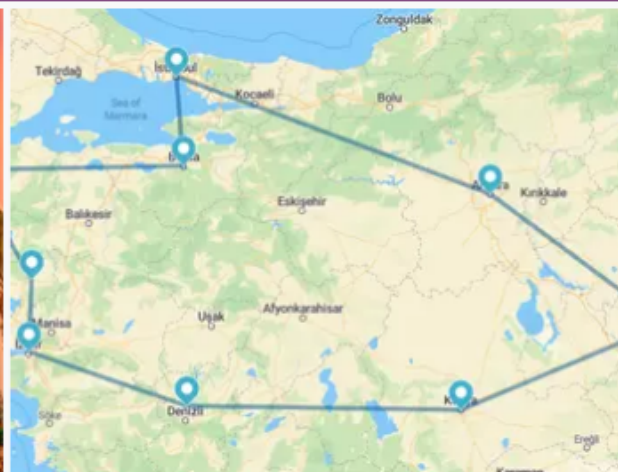 Zonguldak
Tekirdağ
Kocaeli
Sea of
Marmara
Bolu
Kırıkkale
Eskişehir
Balıkesir
Afyonkarahisar
Uşak
Manisa
Denizli
Söke
Ereğli